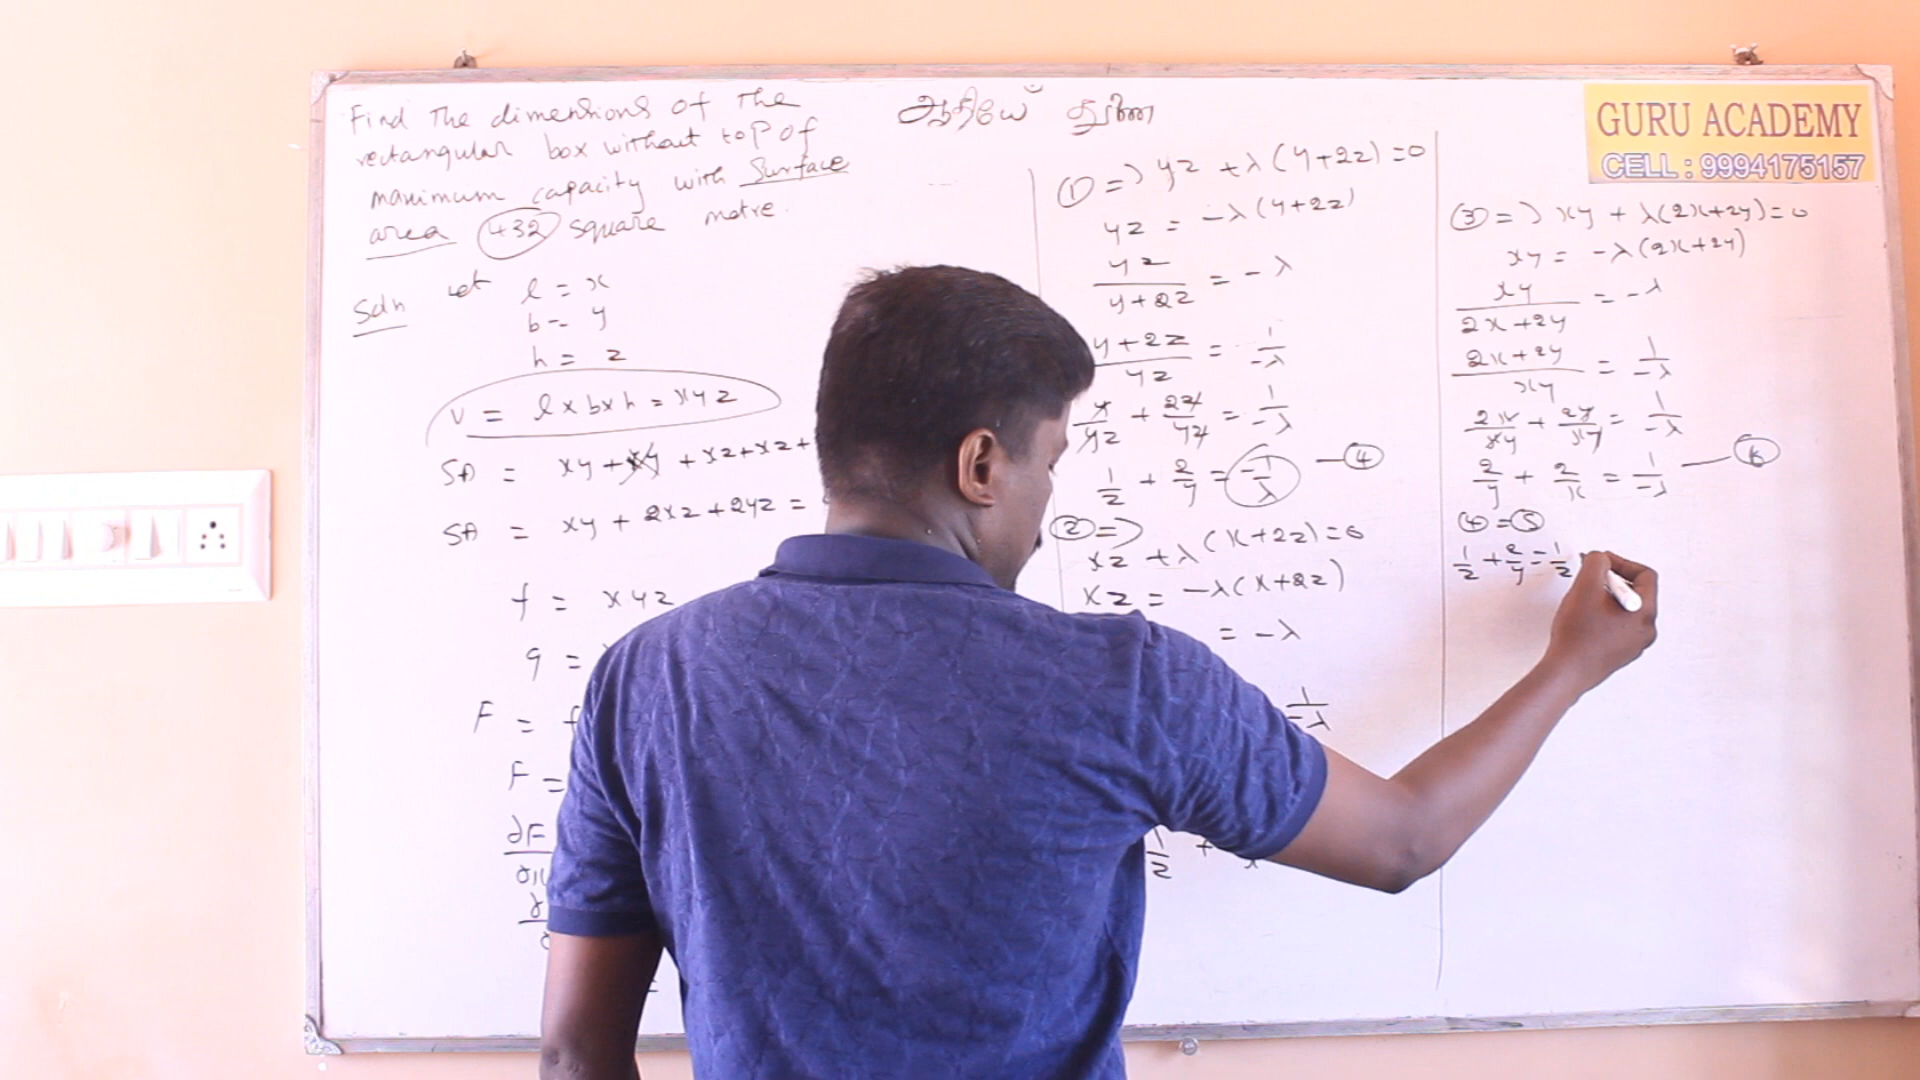 Find The dimensions of The
rectangular box without top of
maximum capacity with Surface
area 432 square metre.
Soln let l = x
b = y
h = z
V = l x b x h = xyz
SA = xy + xy + xz + xz +
SA = xy + 2xz + 2yz =
f = xyz
g =
F = f
F =
∂F
∂x
∂
ஆதியே துணை
① => yz + λ(y+2z) = 0
yz = -λ(y+2z)
yz / y+2z = -λ
y+2z / yz = 1/-λ
y/yz + 2z/yz = 1/-λ
1/z + 2/y = -1/λ — ④
② =>
xz + λ(x+2z) = 0
xz = -λ(x+2z)
= -λ
1/-λ
1/z + x
GURU ACADEMY
CELL : 9994175157
③ => xy + λ(2x+2y) = 0
xy = -λ(2x+2y)
xy / 2x+2y = -λ
2x+2y / xy = 1/-λ
2x/xy + 2y/xy = 1/-λ
2/y + 2/x = 1/-λ — ⑥
④ = ⑤
1/z + 2/y = 1/z